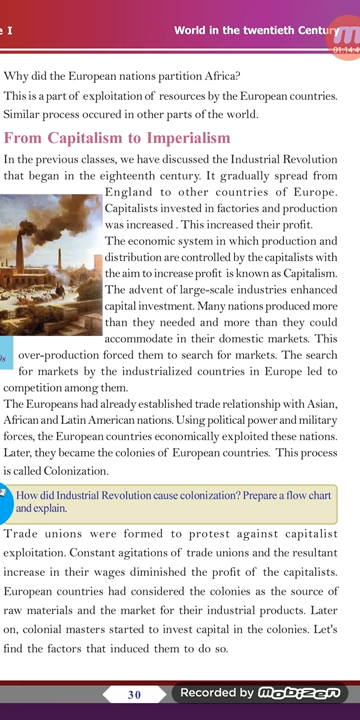 e I
World in the twentieth Century
01:14:4
Why did the European nations partition Africa?
This is a part of exploitation of resources by the European countries.
Similar process occured in other parts of the world.
From Capitalism to Imperialism
In the previous classes, we have discussed the Industrial Revolution
that began in the eighteenth century. It gradually spread from
England to other countries of Europe.
Capitalists invested in factories and production
was increased . This increased their profit.
The economic system in which production and
distribution are controlled by the capitalists with
the aim to increase profit is known as Capitalism.
The advent of large-scale industries enhanced
capital investment. Many nations produced more
than they needed and more than they could
accommodate in their domestic markets. This
0s
over-production forced them to search for markets. The search
for markets by the industrialized countries in Europe led to
competition among them.
The Europeans had already established trade relationship with Asian,
African and Latin American nations. Using political power and military
forces, the European countries economically exploited these nations.
Later, they became the colonies of European countries. This process
is called Colonization.
How did Industrial Revolution cause colonization? Prepare a flow chart
and explain.
Trade unions were formed to protest against capitalist
exploitation. Constant agitations of trade unions and the resultant
increase in their wages diminished the profit of the capitalists.
European countries had considered the colonies as the source of
raw materials and the market for their industrial products. Later
on, colonial masters started to invest capital in the colonies. Let's
find the factors that induced them to do so.
30
Recorded by mobizen